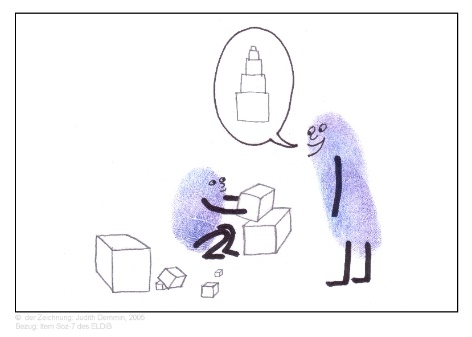 © der Zeichnung: Judith Demmin, 2005
Bezug: Item Soz-7 des ELDiB